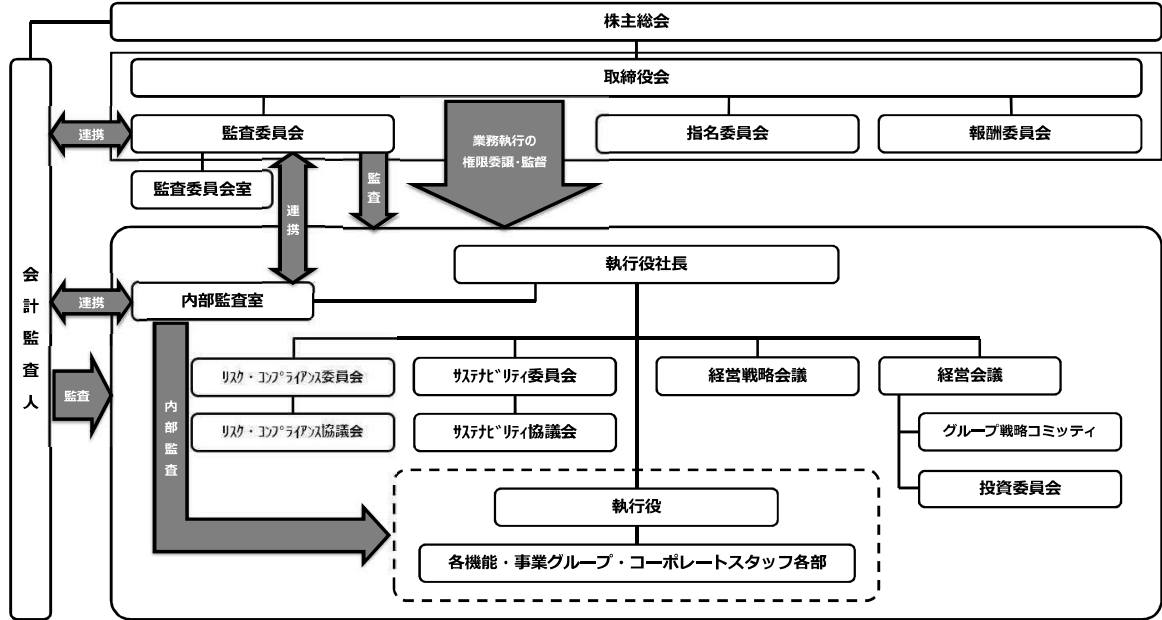 株主総会
取締役会
連携
監査委員会
業務執行の
権限委譲・監督
指名委員会
報酬委員会
監査委員会室
監査
連携
会計監査人
執行役社長
連携
内部監査室
監査
内部監査
ﾘｽｸ・ｺﾝﾌﾟﾗｲｱﾝｽ委員会
ｻｽﾃﾅﾋﾞﾘﾃｨ委員会
経営戦略会議
経営会議
ﾘｽｸ・ｺﾝﾌﾟﾗｲｱﾝｽ協議会
ｻｽﾃﾅﾋﾞﾘﾃｨ協議会
グループ戦略コミッティ
投資委員会
執行役
各機能・事業グループ・コーポレートスタッフ各部